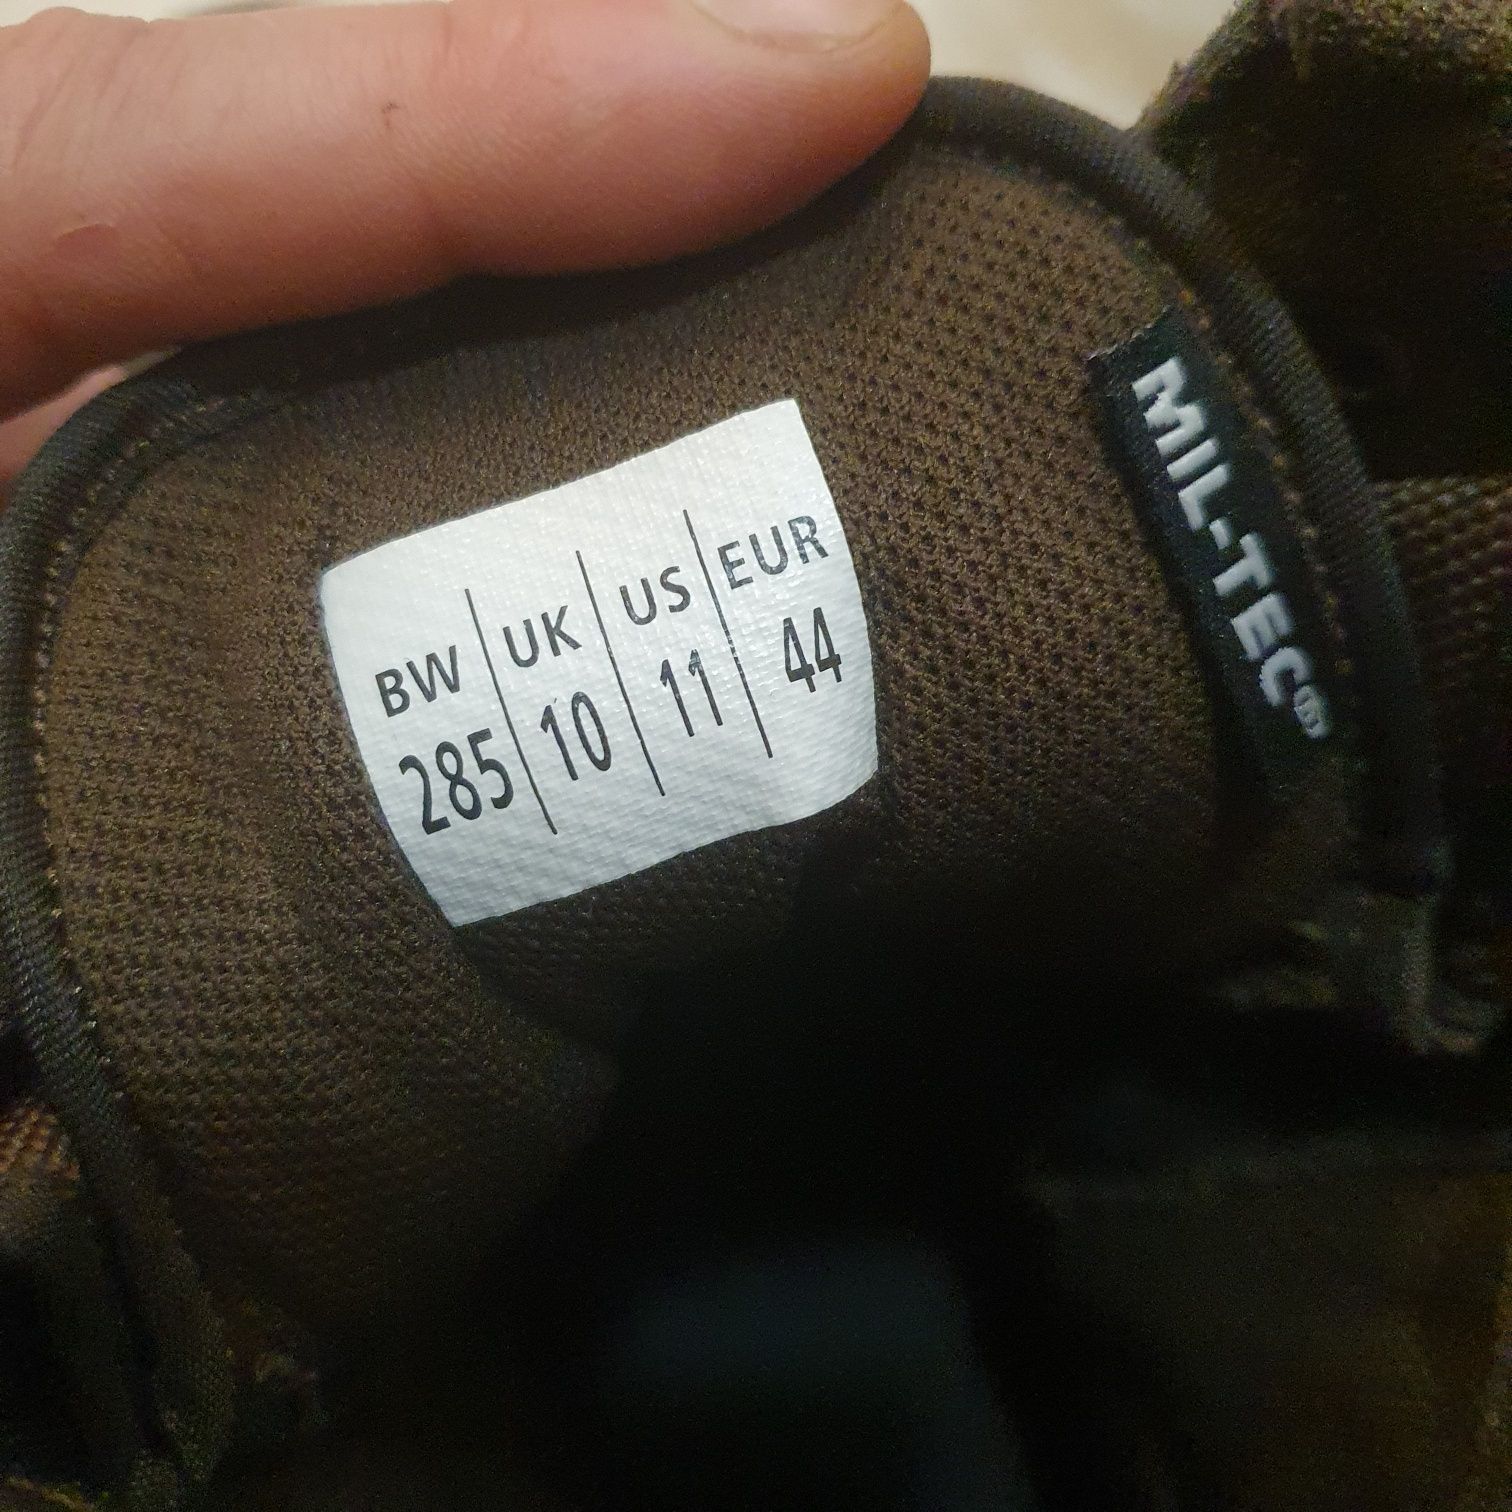 BW | UK | US | EUR
285 | 10 | 11 | 44
MIL-TEC®